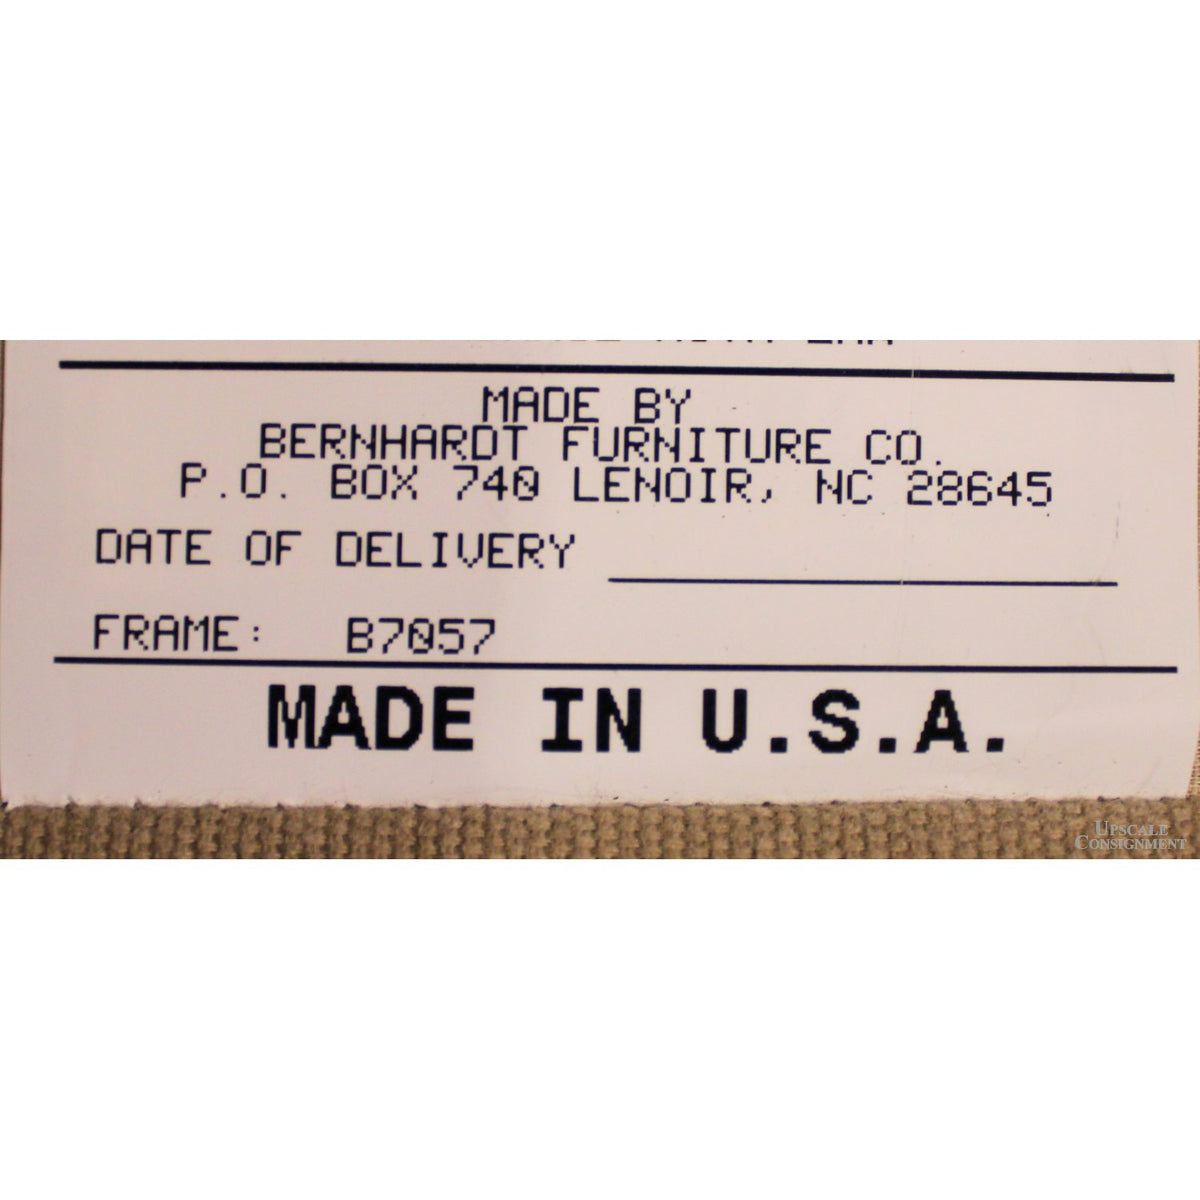 MADE BY
BERNHARDT FURNITURE CO.
P.O. BOX 740 LENOIR, NC 28645
DATE OF DELIVERY
FRAME: B7057
MADE IN U.S.A.
UPSCALE
CONSIGNMENT